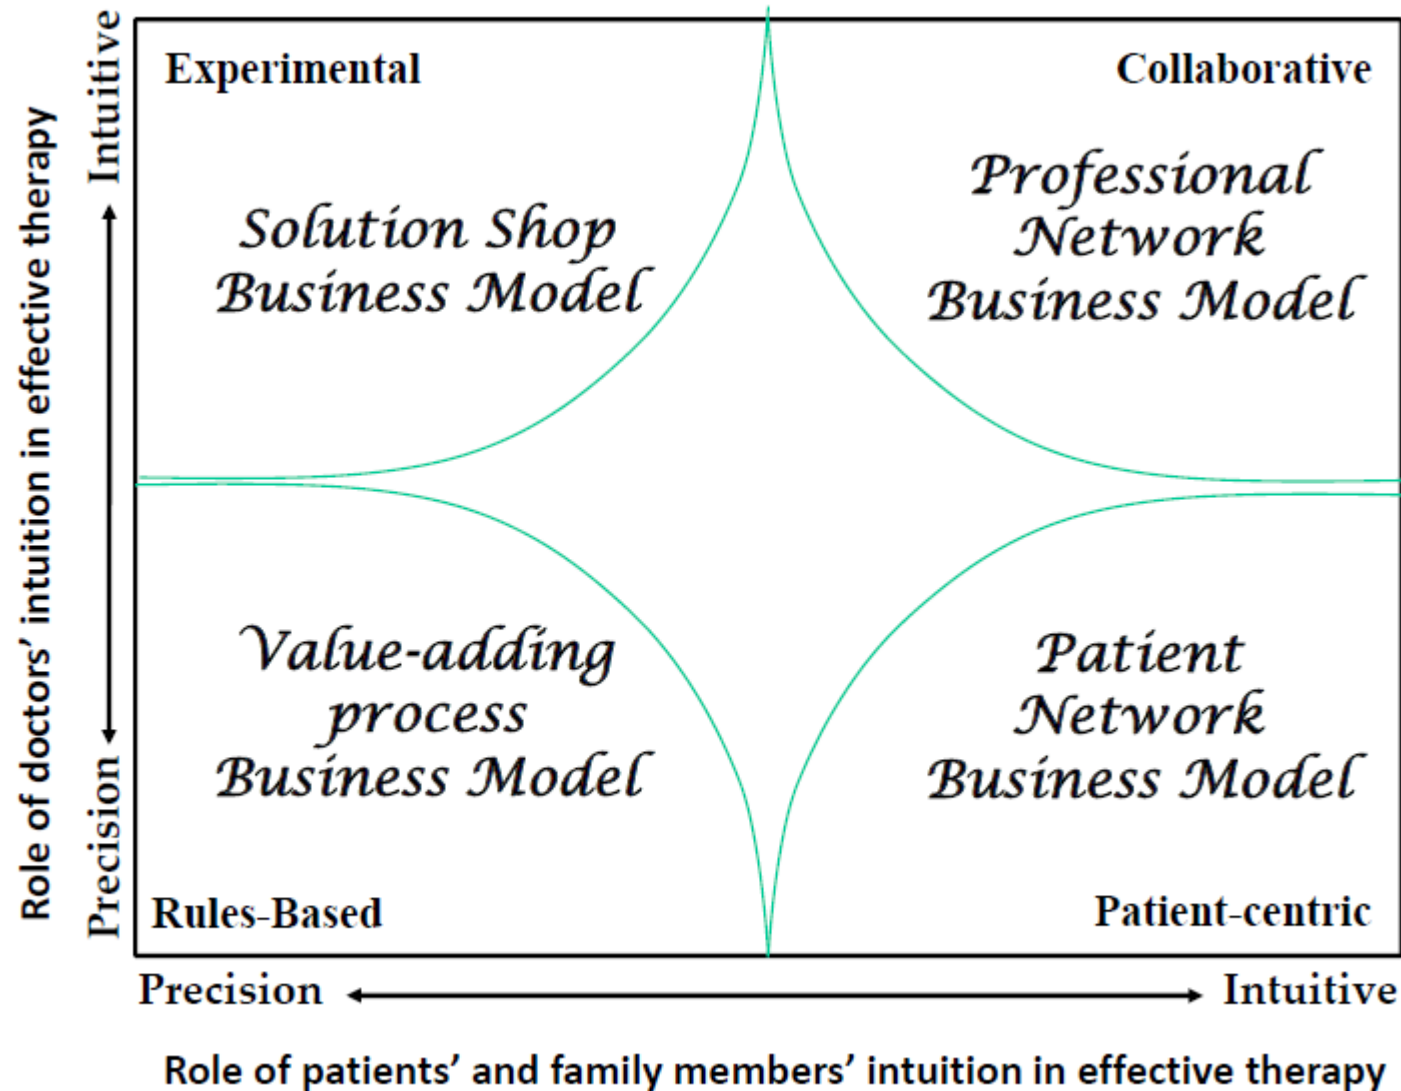 Role of doctors' intuition in effective therapy
Intuitive
Precision
Experimental
Solution Shop
Business Model
Collaborative
Professional
Network
Business Model
Value-adding
process
Business Model
Rules-Based
Patient
Network
Business Model
Patient-centric
Precision
Intuitive
Role of patients' and family members' intuition in effective therapy